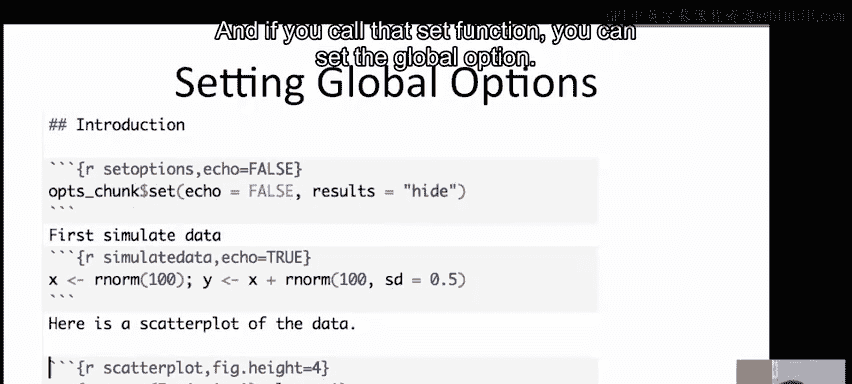 And if you call that set function, you can
set the global option.
Setting Global Options
## Introduction
```{r setoptions,echo=FALSE}
opts_chunk$set(echo = FALSE, results = "hide")
```
First simulate data
```{r simulatedata,echo=TRUE}
x <- rnorm(100); y <- x + rnorm(100, sd = 0.5)
```
Here is a scatterplot of the data.
```{r scatterplot,fig.height=4}